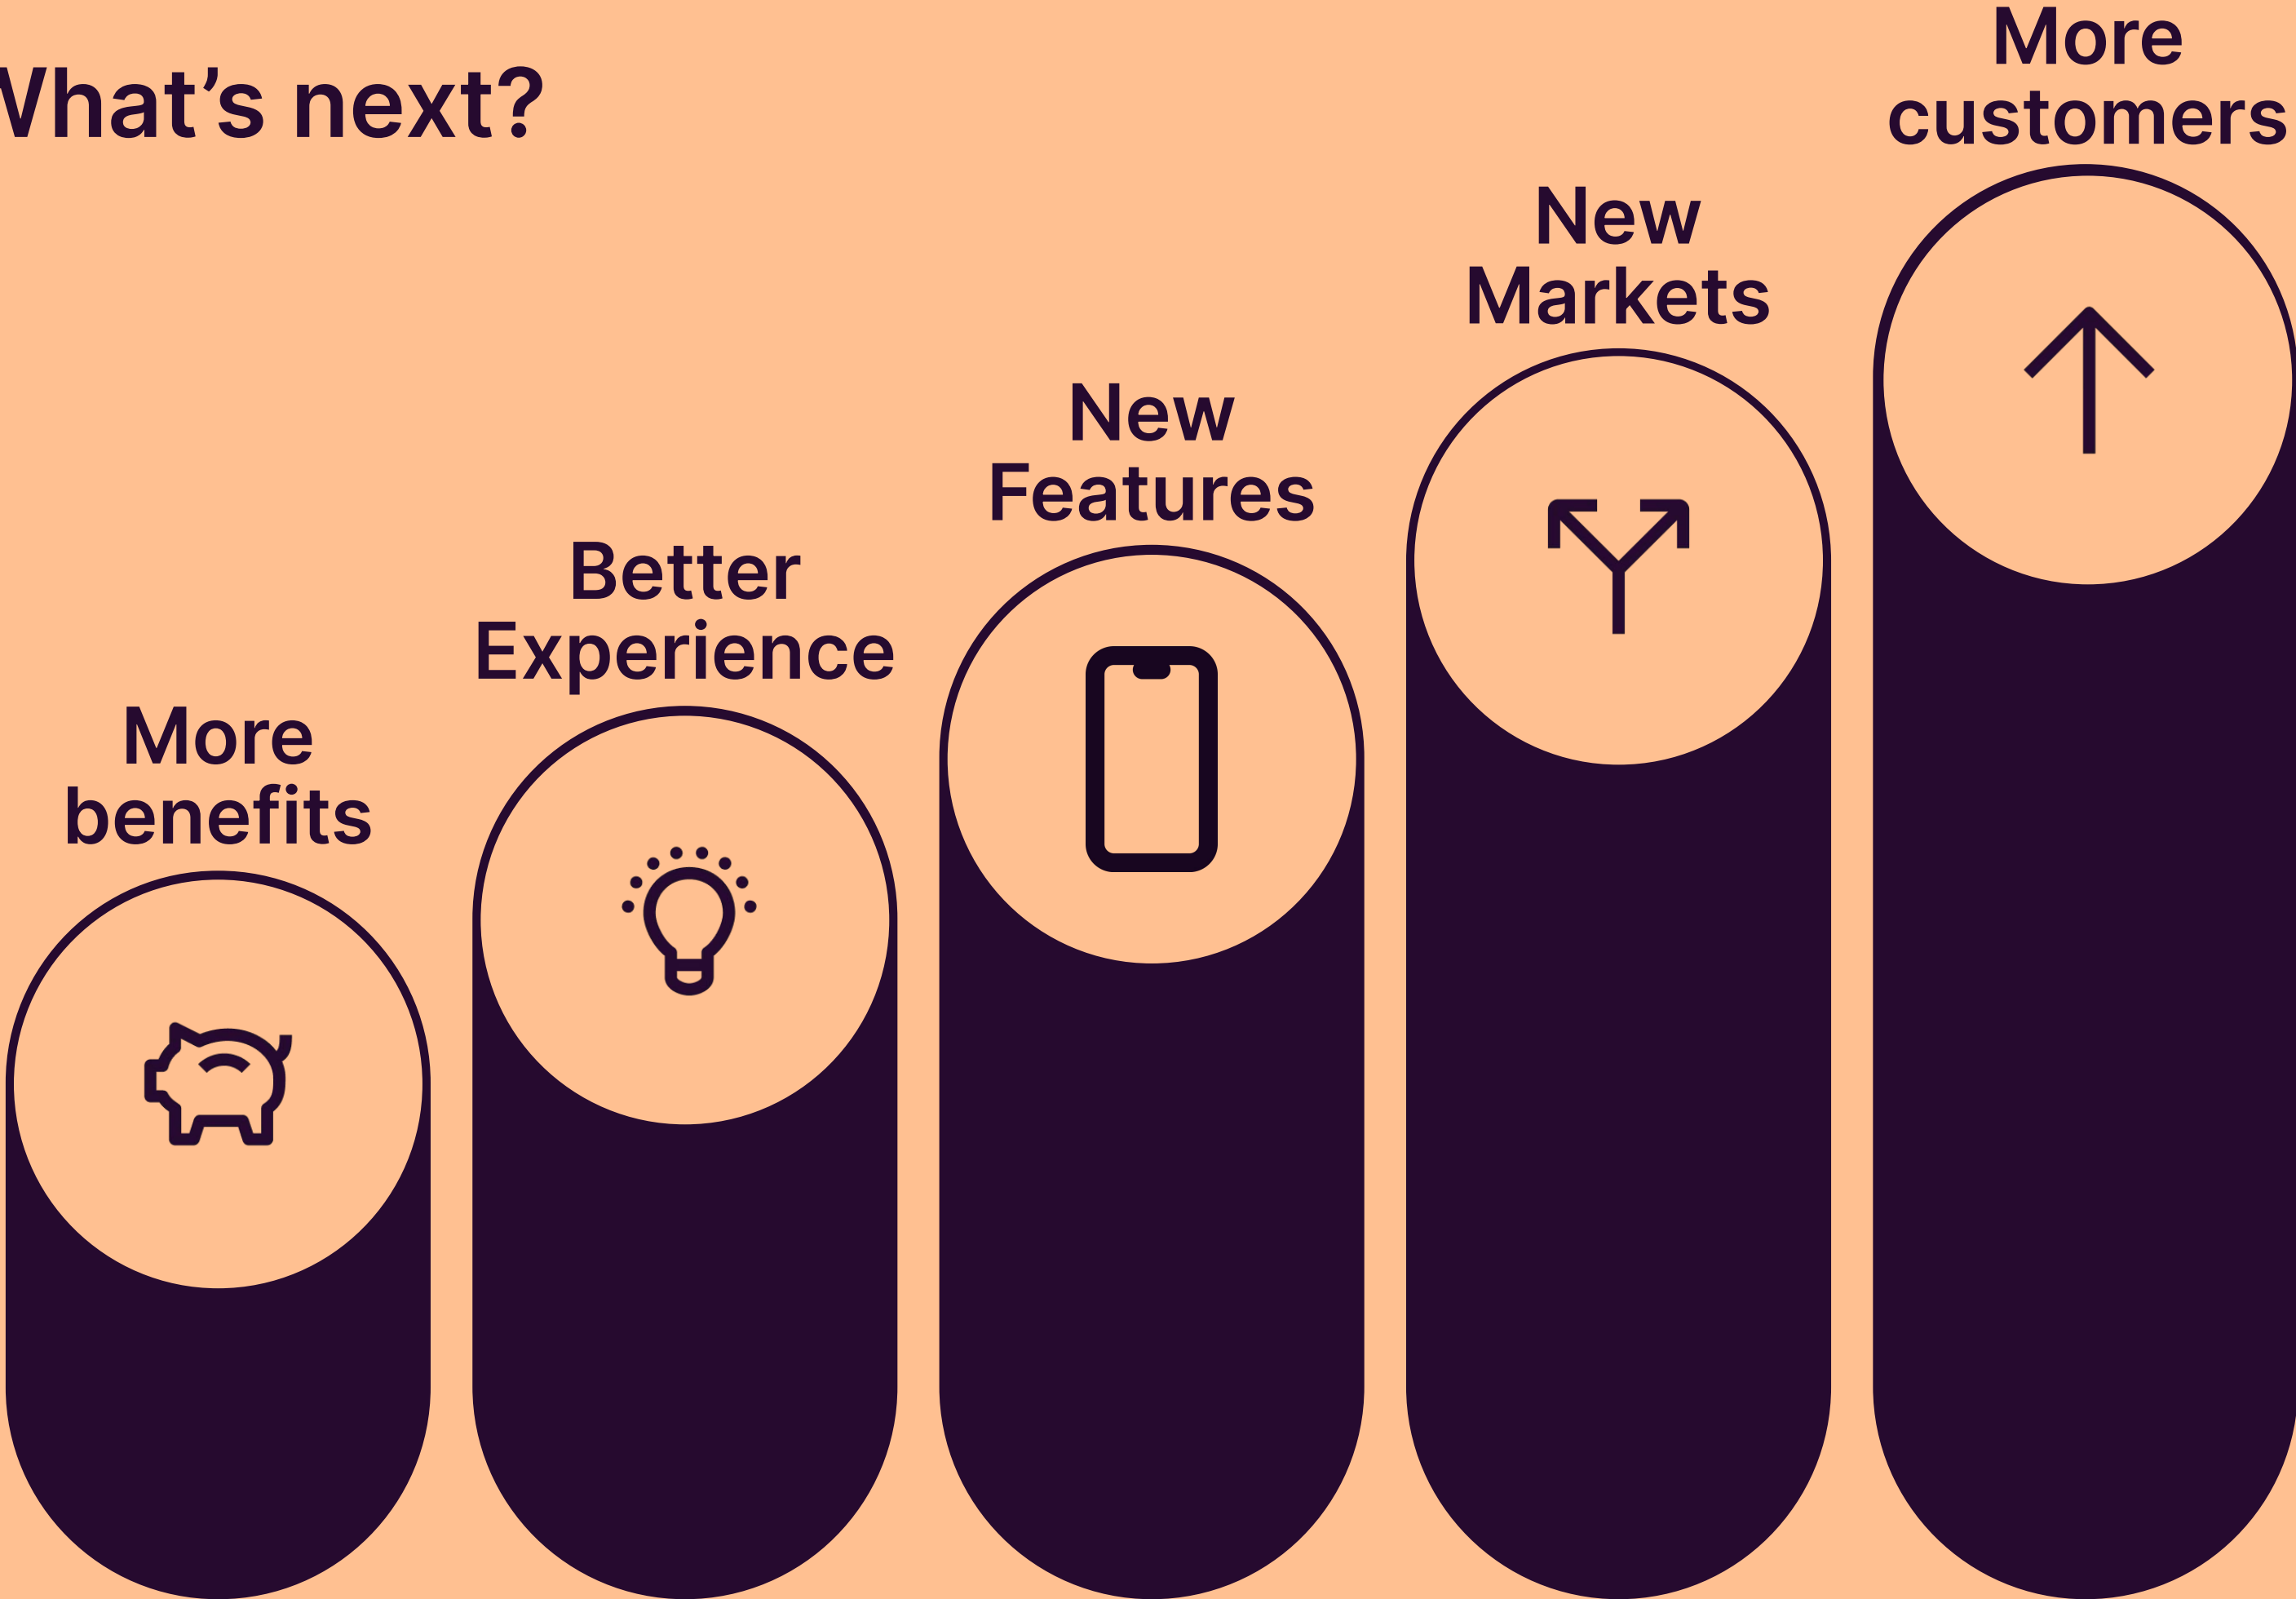 What's next?
More
benefits
Better
Experience
New
Features
New
Markets
More
customers